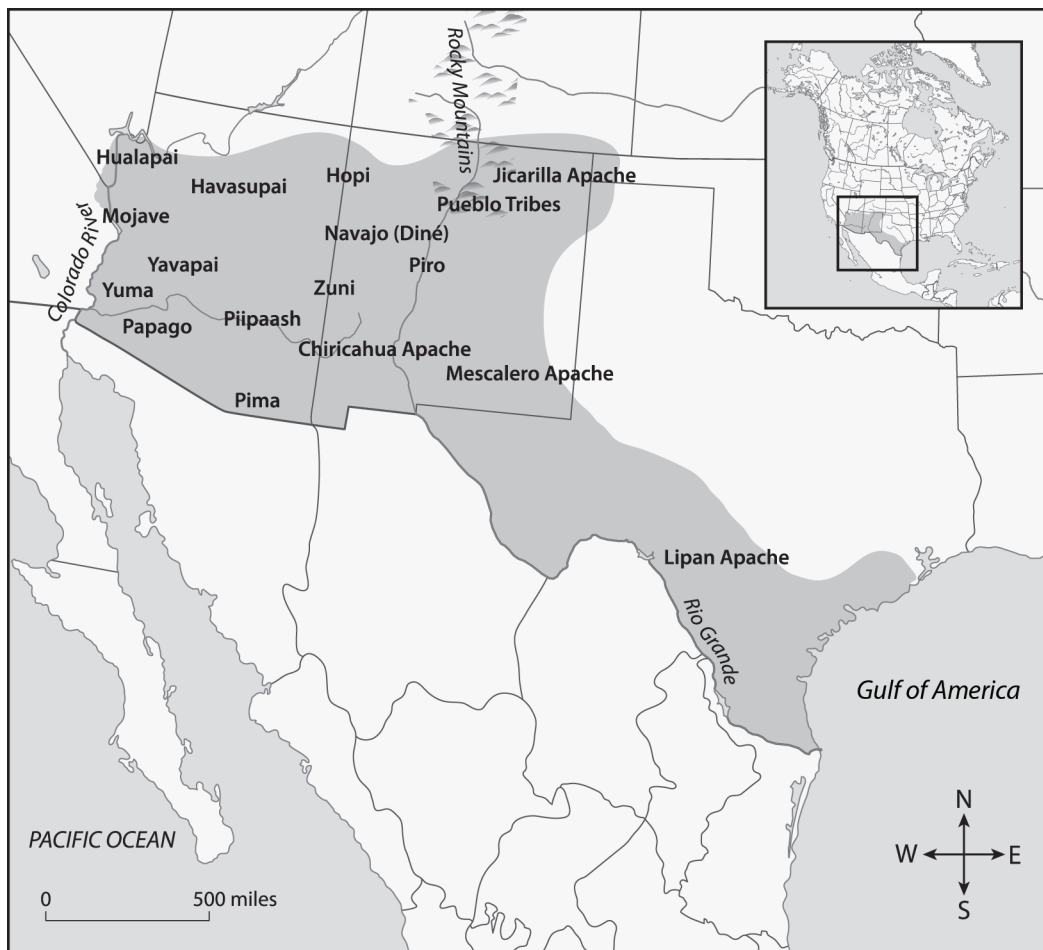 Rocky Mountains
Hualapai
Havasupai
Hopi
Jicarilla Apache
Pueblo Tribes
Mojave
Navajo (Diné)
Colorado River
Yavapai
Piro
Yuma
Zuni
Papago
Piipaash
Chiricahua Apache
Mescalero Apache
Pima
Lipan Apache
Rio Grande
Gulf of America
PACIFIC OCEAN
N
W
E
S
0
500 miles